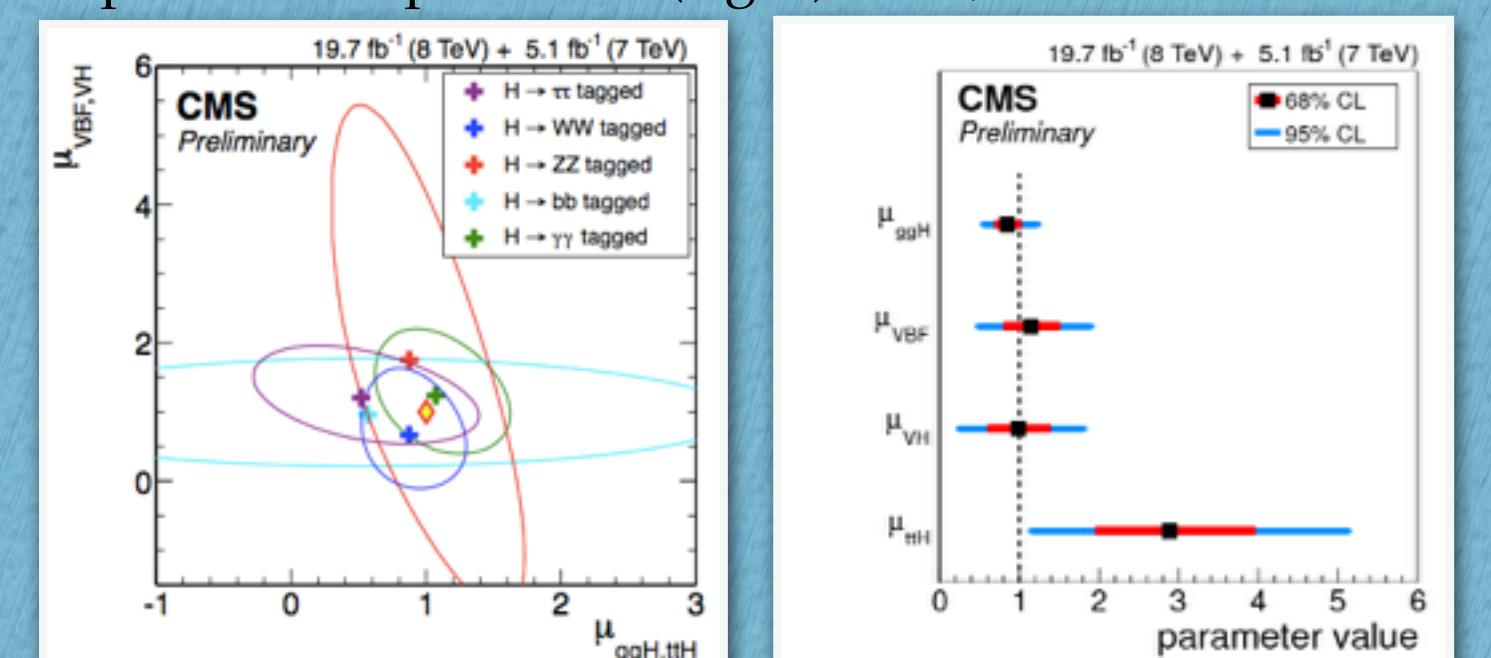 19.7 fb-1 (8 TeV) + 5.1 fb-1 (7 TeV)
μVBF,VH
CMS
Preliminary
H → ττ tagged
H → WW tagged
H → ZZ tagged
H → bb tagged
H → γγ tagged
6
4
2
0
-1 0 1 2 3
μggH,ttH
19.7 fb-1 (8 TeV) + 5.1 fb-1 (7 TeV)
CMS
Preliminary
68% CL
95% CL
μggH
μVBF
μVH
μttH
0 1 2 3 4 5 6
parameter value